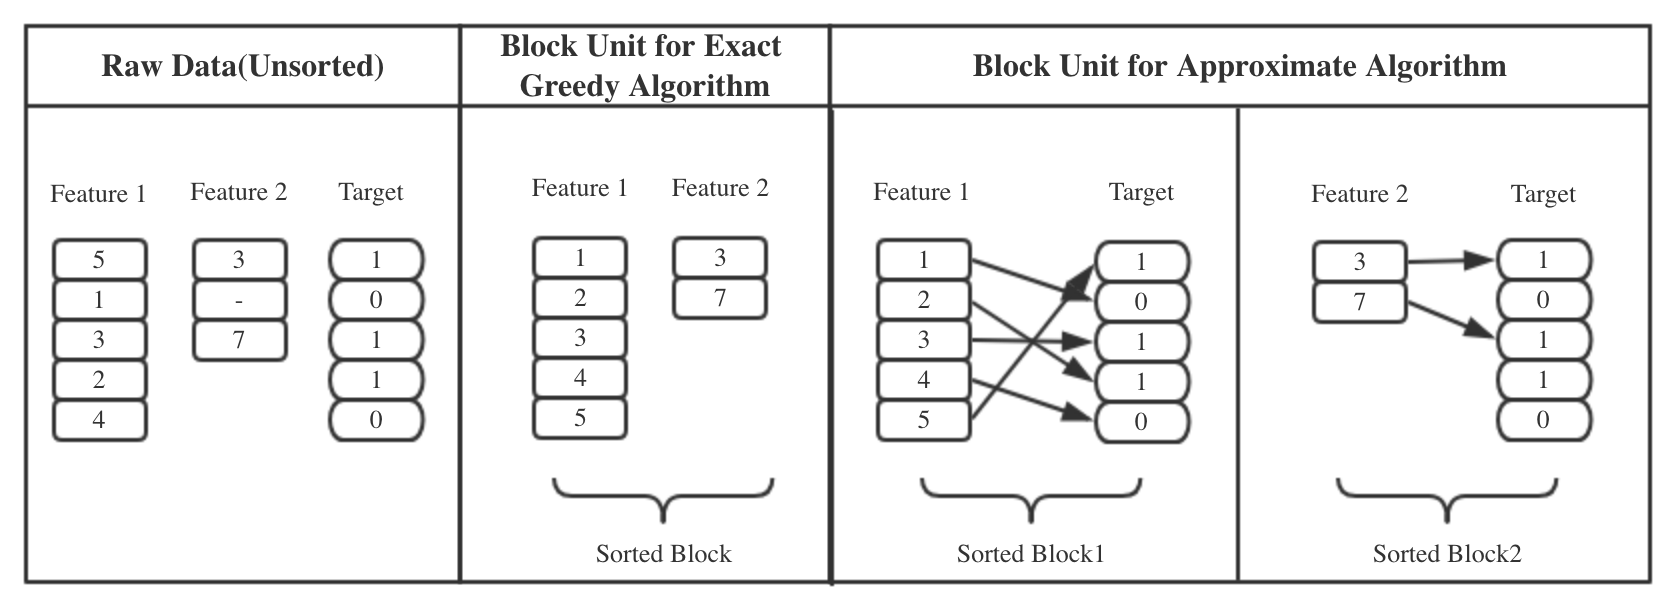 Raw Data(Unsorted)
Block Unit for Exact
Greedy Algorithm
Block Unit for Approximate Algorithm
Feature 1
Feature 2
Target
5
3
1
1
-
0
3
7
1
2
1
4
0
Feature 1
Feature 2
1
3
2
7
3
4
5
Sorted Block
Feature 1
Target
1
1
2
0
3
1
4
1
5
0
Sorted Block1
Feature 2
Target
3
1
7
0
1
1
0
Sorted Block2